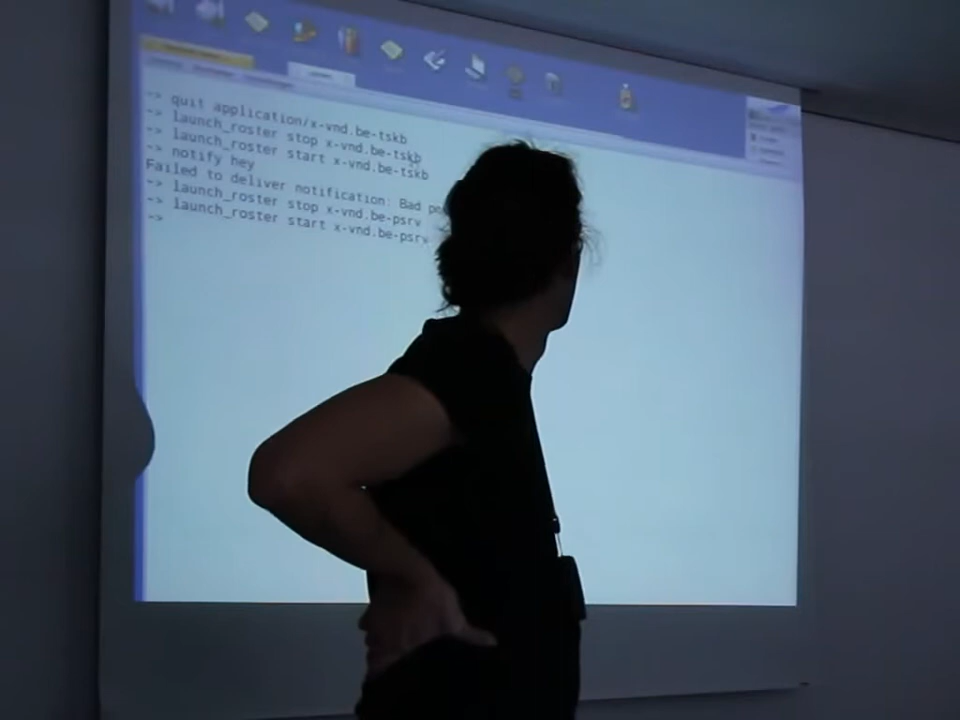 -> quit application/x-vnd.be-tskb
-> launch_roster stop x-vnd.be-tskb
-> launch_roster start x-vnd.be-tskb
-> notify hey
Failed to deliver notification: Bad
-> launch_roster stop x-vnd.be-psrv
-> launch_roster start x-vnd.be-psrv
->